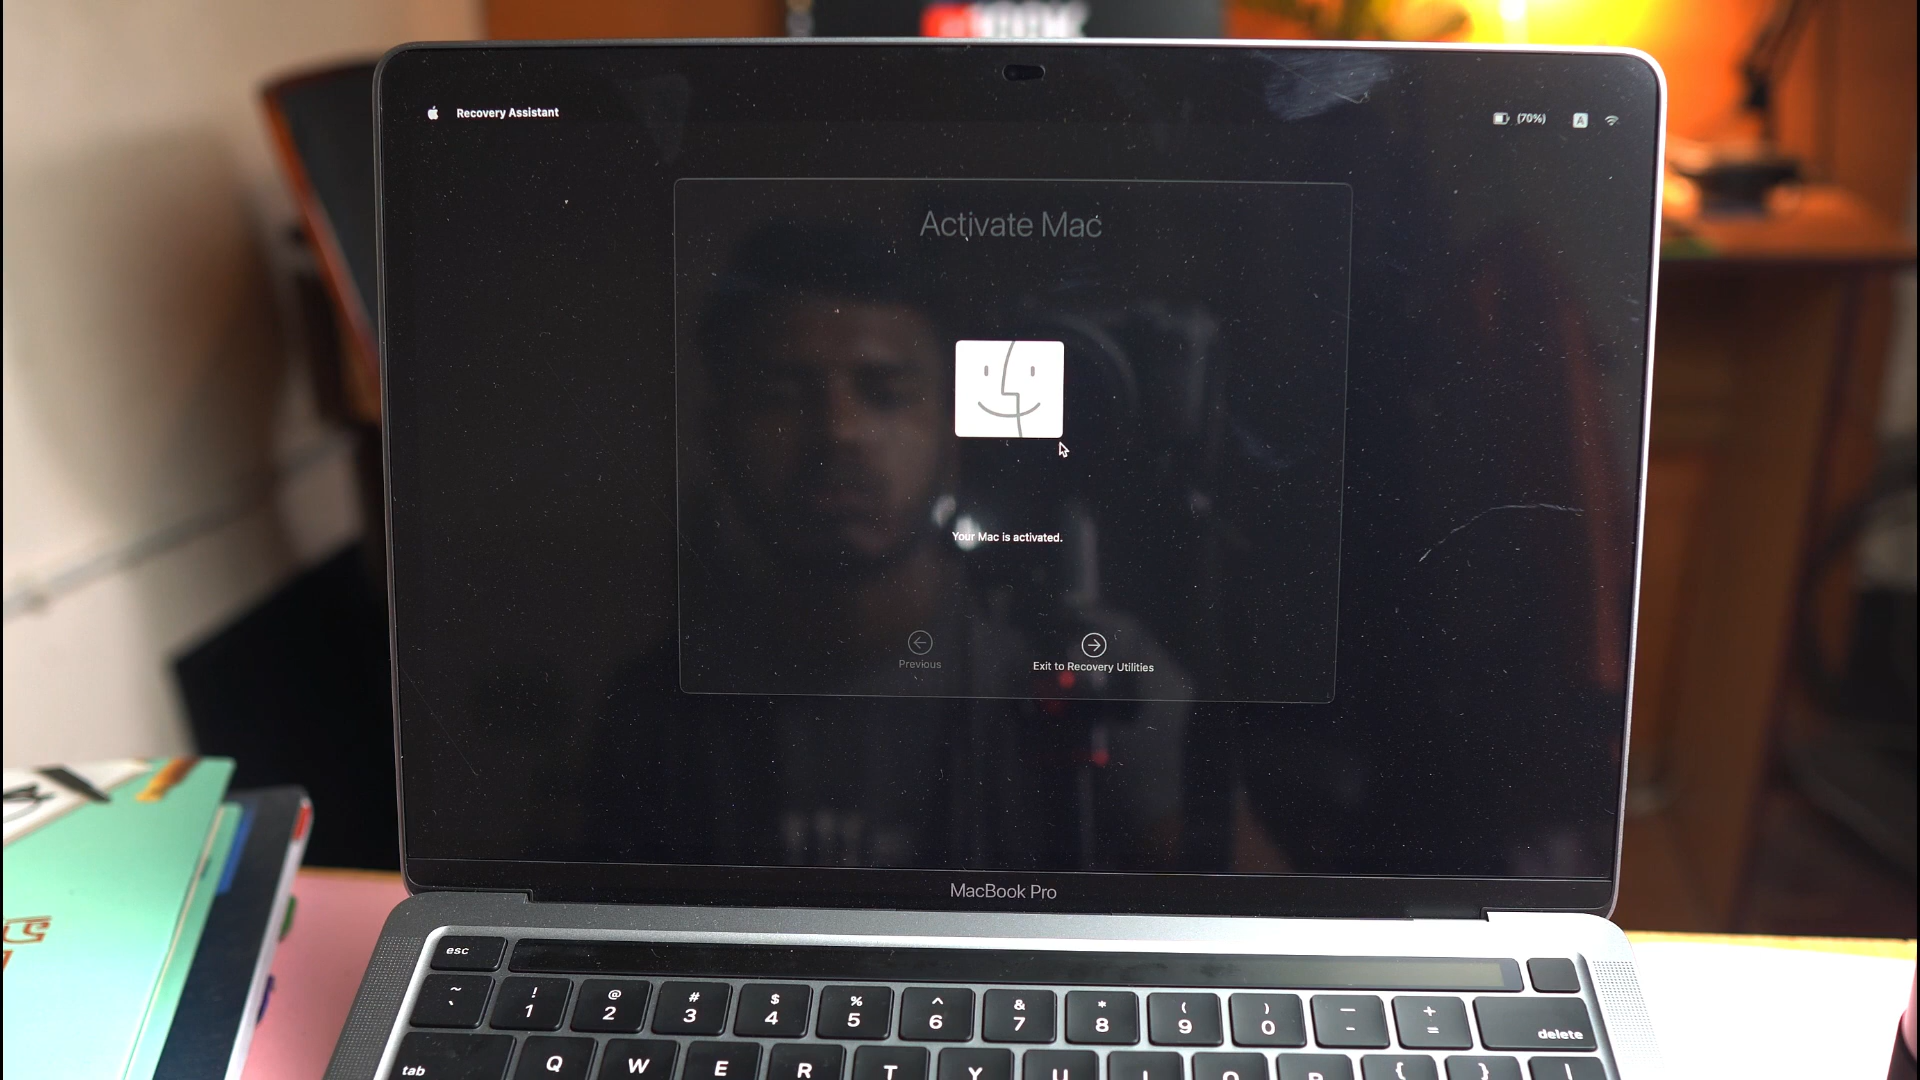 Recovery Assistant
(70%)
A
Activate Mac
Your Mac is activated.
Previous
Exit to Recovery Utilities
MacBook Pro
esc
~ ! @ # $ % ^ & * ( ) — +
` 1 2 3 4 5 6 7 8 9 0 - = delete
tab Q W E R T Y U